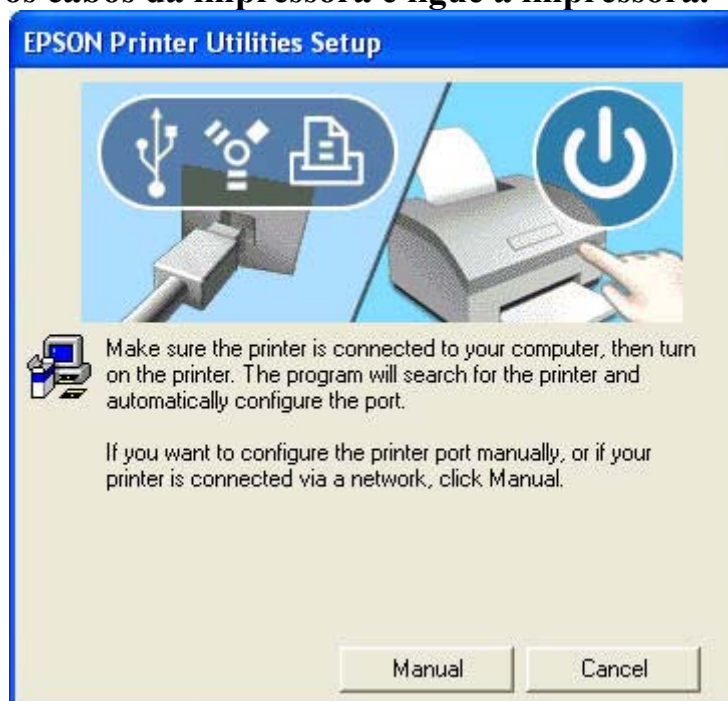 os cabos da impressora e ligue a impressora.
EPSON Printer Utilities Setup
Make sure the printer is connected to your computer, then turn
on the printer. The program will search for the printer and
automatically configure the port.
If you want to configure the printer port manually, or if your
printer is connected via a network, click Manual.
Manual
Cancel